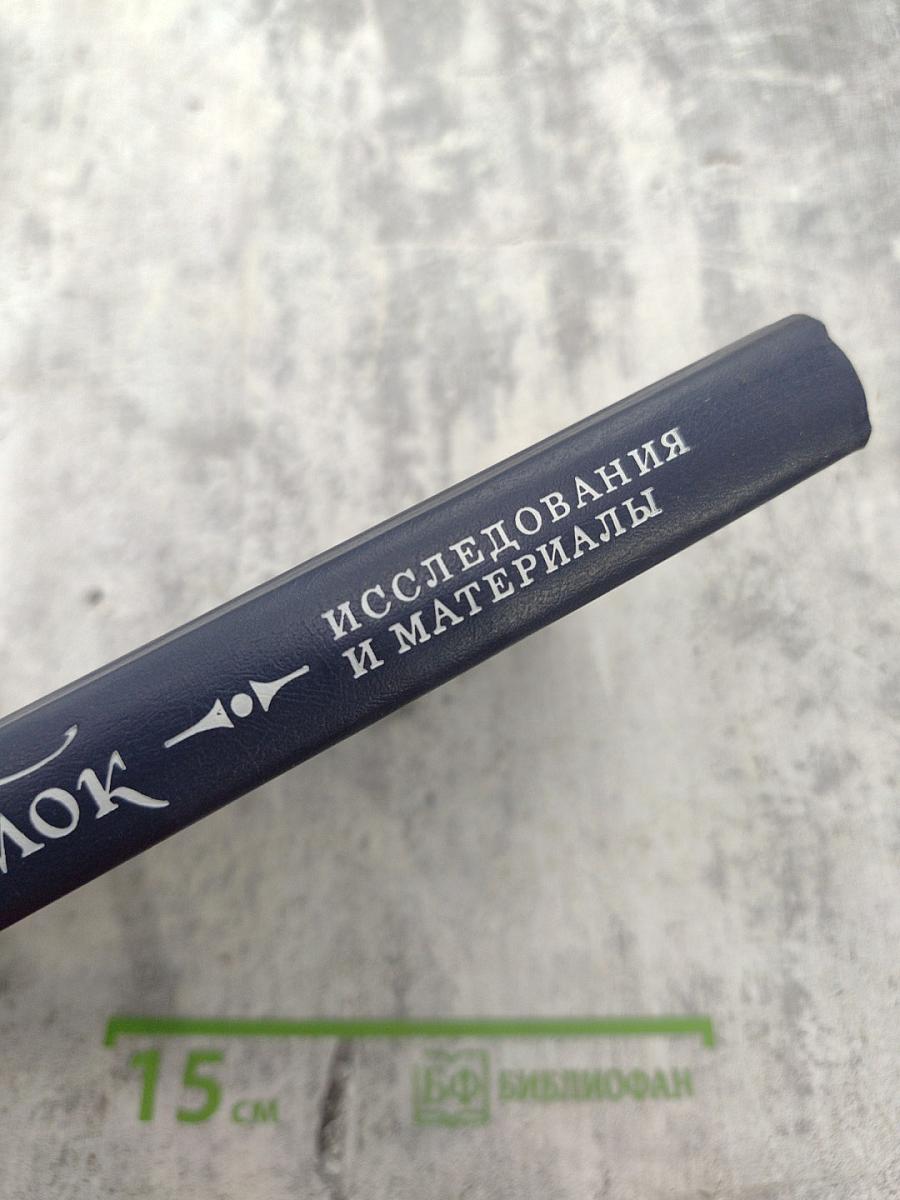 ИССЛЕДОВАНИЯ
И МАТЕРИАЛЫ
15 см
БФ БИБЛИОФАН